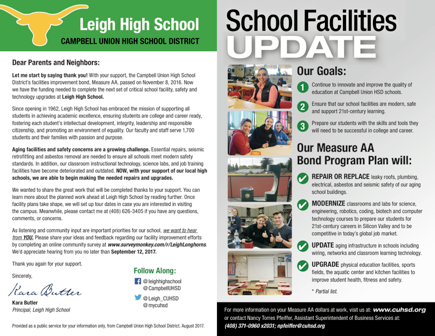 Leigh High School
CAMPBELL UNION HIGH SCHOOL DISTRICT
Dear Parents and Neighbors:
Let me start by saying thank you! With your support, the Campbell Union High School
District's facilities improvement bond, Measure AA, passed on November 8, 2016. Now
we have the funding needed to complete the next set of critical school facility, safety and
technology upgrades at Leigh High School.
Since opening in 1962, Leigh High School has embraced the mission of supporting all
students in achieving academic excellence, ensuring students are college and career ready,
fostering each student's intellectual development, integrity, leadership and responsible
citizenship, and promoting an environment of equality. Our faculty and staff serve 1,700
students and their families with passion and purpose.
Aging facilities and safety concerns are a growing challenge. Essential repairs, seismic
retrofitting and asbestos removal are needed to ensure all schools meet modern safety
standards. In addition, our classroom instructional technology, science labs, and job training
facilities have become deteriorated and outdated. NOW, with your support of our local high
schools, we are able to begin making the needed repairs and upgrades.
We wanted to share the great work that will be completed thanks to your support. You can
learn more about the planned work ahead at Leigh High School by reading further. Once
facility plans take shape, we will set up tour dates in case you are interested in visiting
the campus. Meanwhile, please contact me at (408) 626-3405 if you have any questions,
comments, or concerns.
As listening and community input are important priorities for our school, we want to hear
from YOU. Please share your ideas and feedback regarding our facility improvement efforts
by completing an online community survey at www.surveymonkey.com/r/LeighLonghorns
We'd appreciate hearing from you no later than September 12, 2017.
Thank you again for your support.
Sincerely,
Kara Butler
Kara Butler
Principal, Leigh High School
Follow Along:
@leighhighschool
@CampbellUHSD
@Leigh_CUHSD
@mycuhsd
Provided as a public service for your information only, from Campbell Union High School District. August 2017.
School Facilities
UPDATE
Our Goals:
1 Continue to innovate and improve the quality of
education at Campbell Union HSD schools.
2 Ensure that our school facilities are modern, safe
and support 21st-century learning.
3 Prepare our students with the skills and tools they
will need to be successful in college and career.
Our Measure AA
Bond Program Plan will:
REPAIR OR REPLACE leaky roofs, plumbing,
electrical, asbestos and seismic safety of our aging
school buildings.
MODERNIZE classrooms and labs for science,
engineering, robotics, coding, biotech and computer
technology courses to prepare our students for
21st-century careers in Silicon Valley and to be
competitive in today's global job market.
UPDATE aging infrastructure in schools including
wiring, networks and classroom learning technology.
UPGRADE physical education facilities, sports
fields, the aquatic center and kitchen facilities to
improve student health, fitness and safety.
* Partial list.
For more information on your Measure AA dollars at work, visit us at: www.cuhsd.org
or contact Nancy Torres Pfeiffer, Assistant Superintendent of Business Services at:
(408) 371-0960 x2031; npfeiffer@cuhsd.org